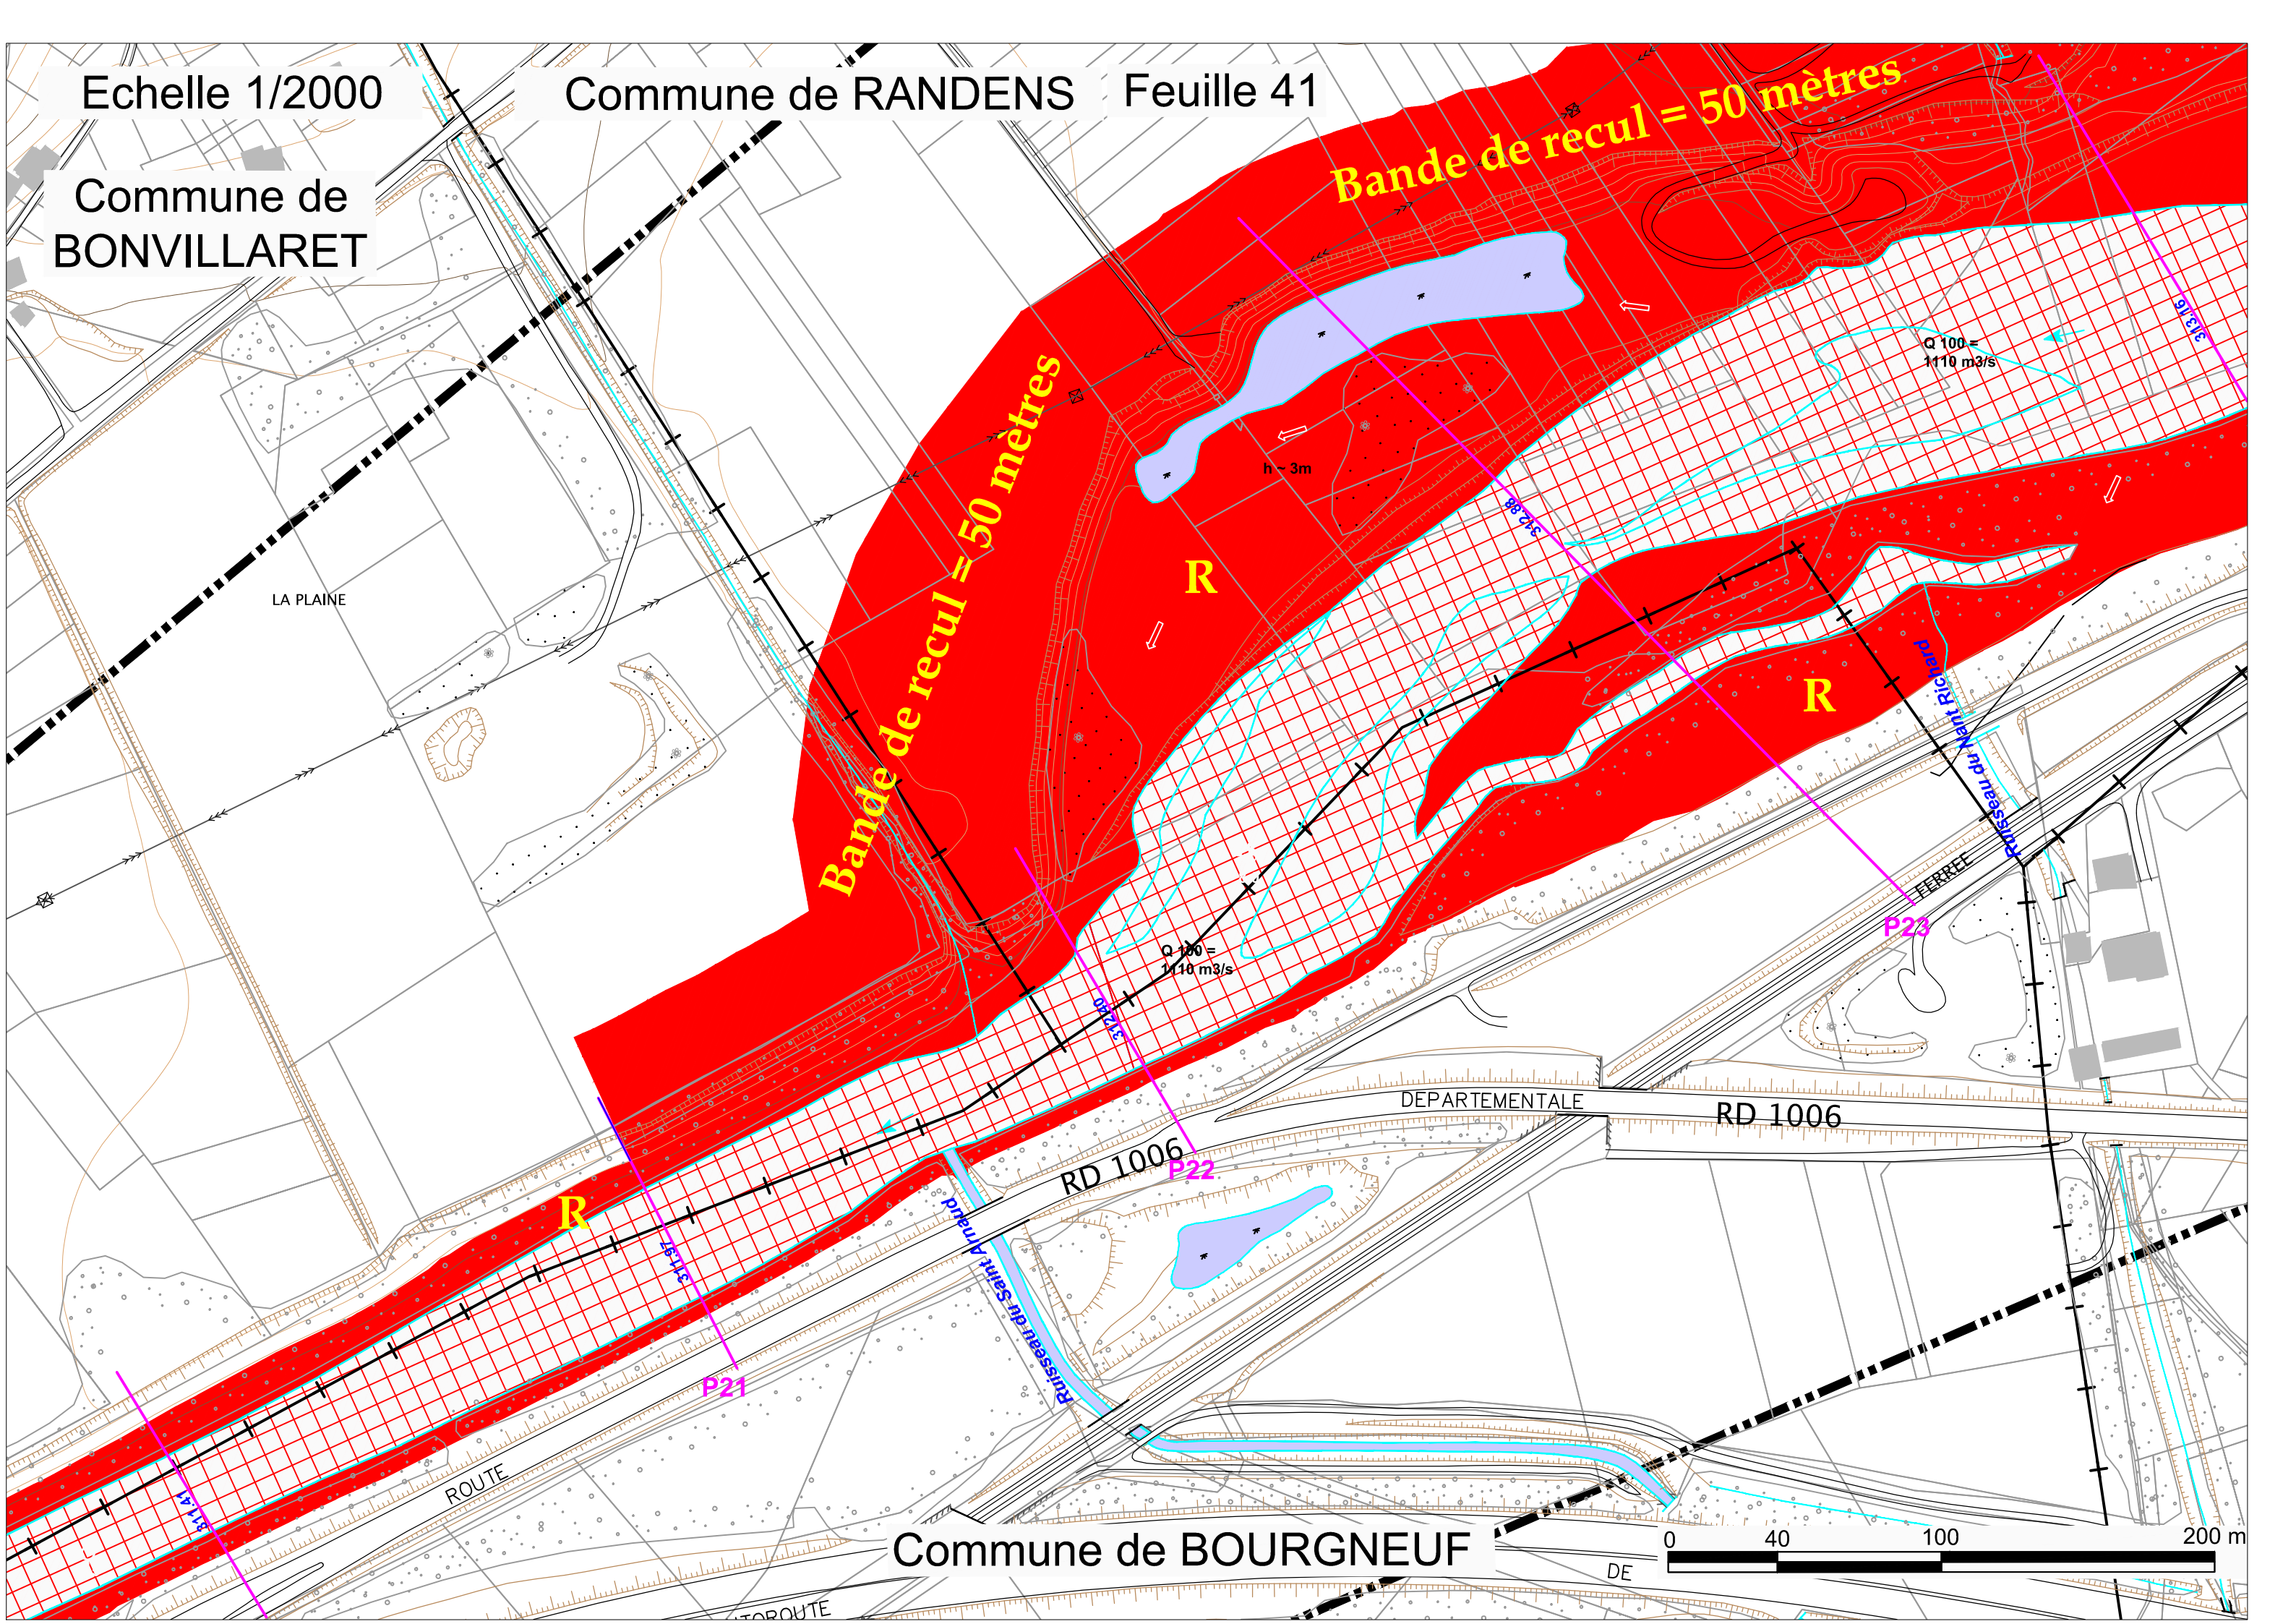 Echelle 1/2000
Commune de RANDENS
Feuille 41
Commune de
BONVILLARET
Bande de recul = 50 mètres
313.16
Q 100 =
1110 m3/s
Bande de recul = 50 mètres
h ~ 3m
312.88
R
LA PLAINE
R
Ruisseau du Nant Richard
FERREE
P23
Q 100 =
1110 m3/s
312.40
DEPARTEMENTALE
RD 1006
RD 1006
P22
R
Ruisseau du Saint Arnaud
311.97
P21
ROUTE
311.41
Commune de BOURGNEUF
0 40 100 200 m
DE